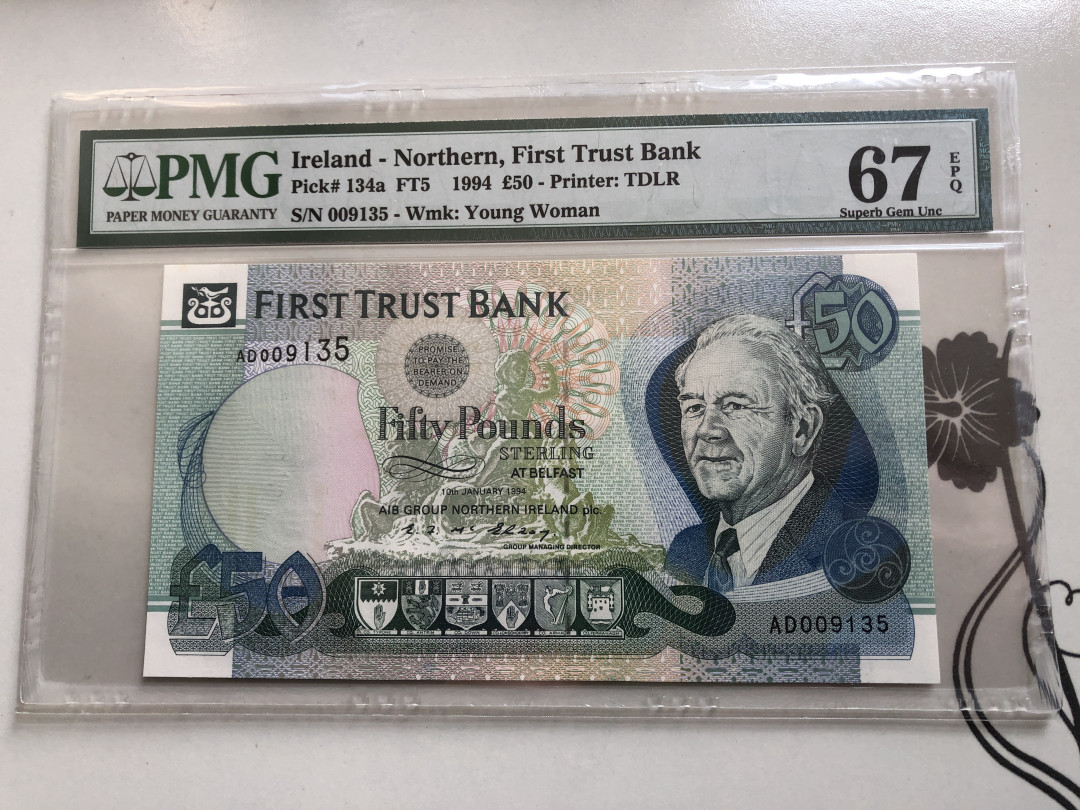 PMG
PAPER MONEY GUARANTY
Ireland - Northern, First Trust Bank
Pick# 134a FT5 1994 £50 - Printer: TDLR
S/N 009135 - Wmk: Young Woman
67
EPQ
Superb Gem Unc
FIRST TRUST BANK
£50
AD009135
PROMISE
TO PAY THE
BEARER ON
DEMAND
Fifty Pounds
STERLING
AT BELFAST
10th JANUARY 1994
AIB GROUP NORTHERN IRELAND plc.
GROUP MANAGING DIRECTOR
£50
AD009135